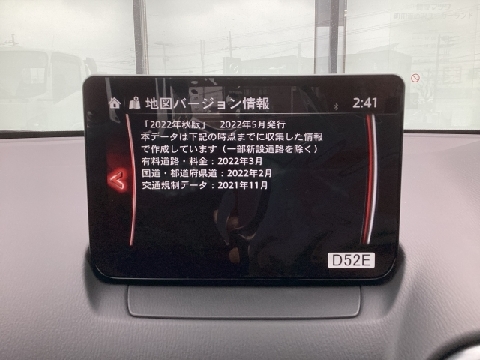 地図バージョン情報 2:41
「2022年秋版」 2022年5月発行
本データは下記の時点までに収集した情報
で作成しています（一部新設道路を除く）
有料道路・料金：2022年3月
国道・都道府県道：2022年2月
交通規制データ：2021年11月
D52E